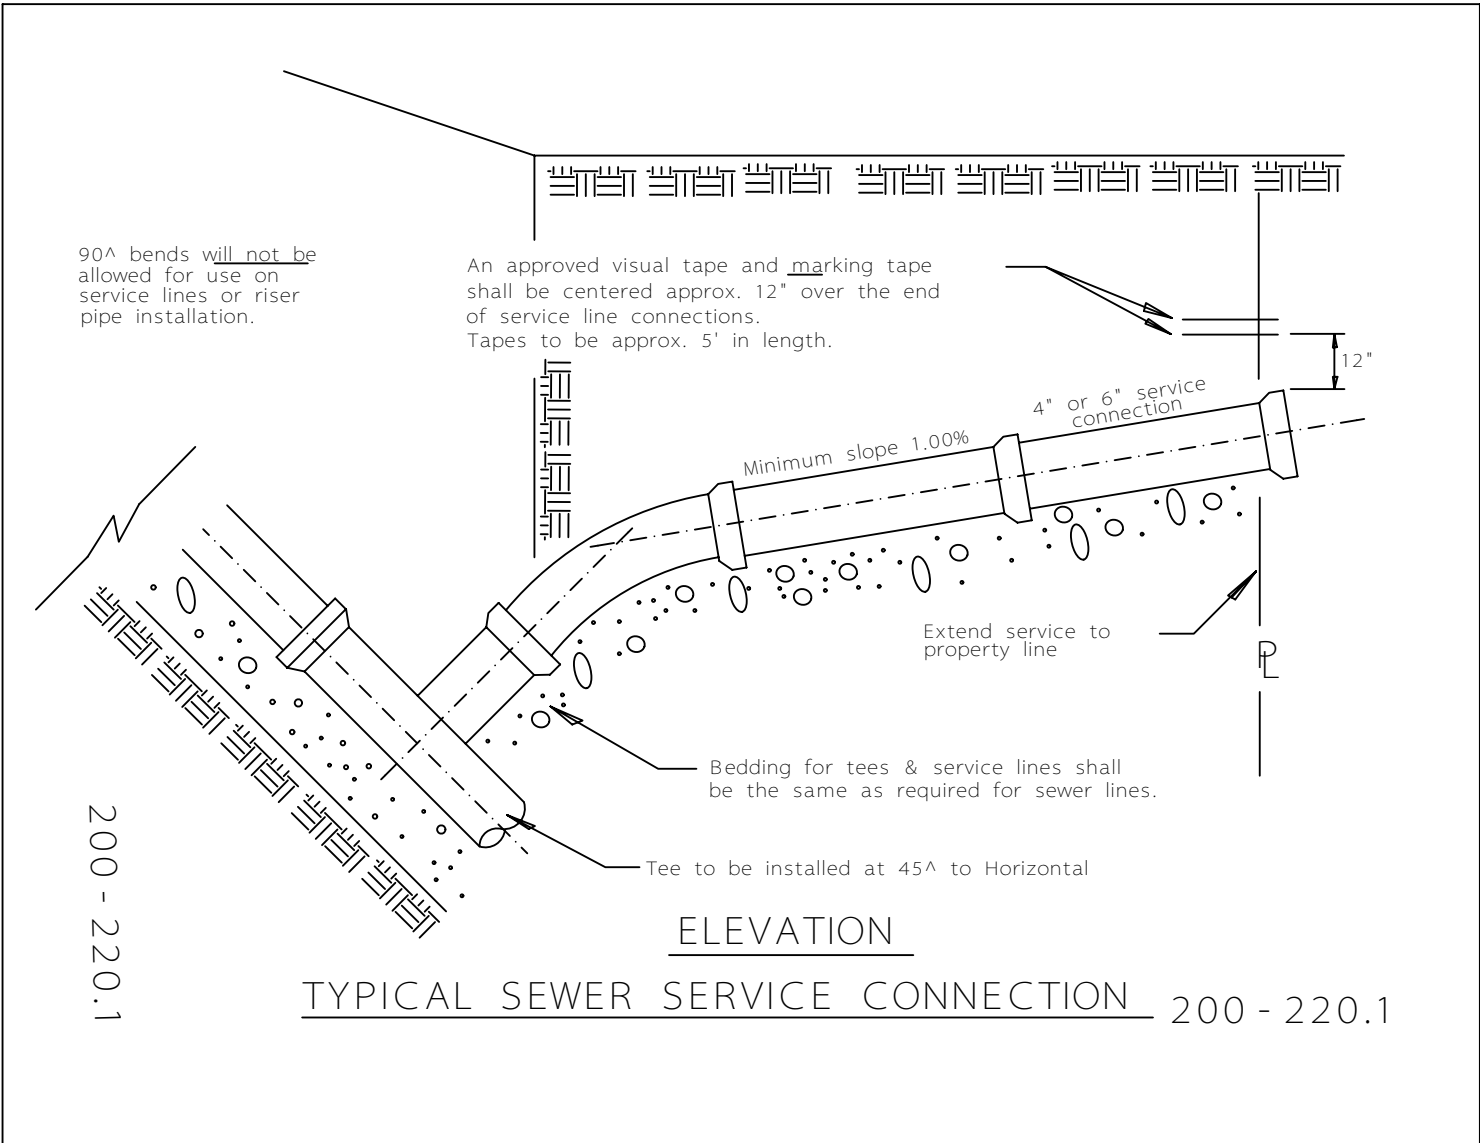 90^ bends will not be
allowed for use on
service lines or riser
pipe installation.
An approved visual tape and marking tape
shall be centered approx. 12" over the end
of service line connections.
Tapes to be approx. 5' in length.
12"
4" or 6" service
connection
Minimum slope 1.00%
Extend service to
property line
PL
Bedding for tees & service lines shall
be the same as required for sewer lines.
Tee to be installed at 45^ to Horizontal
ELEVATION
TYPICAL SEWER SERVICE CONNECTION
200-220.1
200-220.1